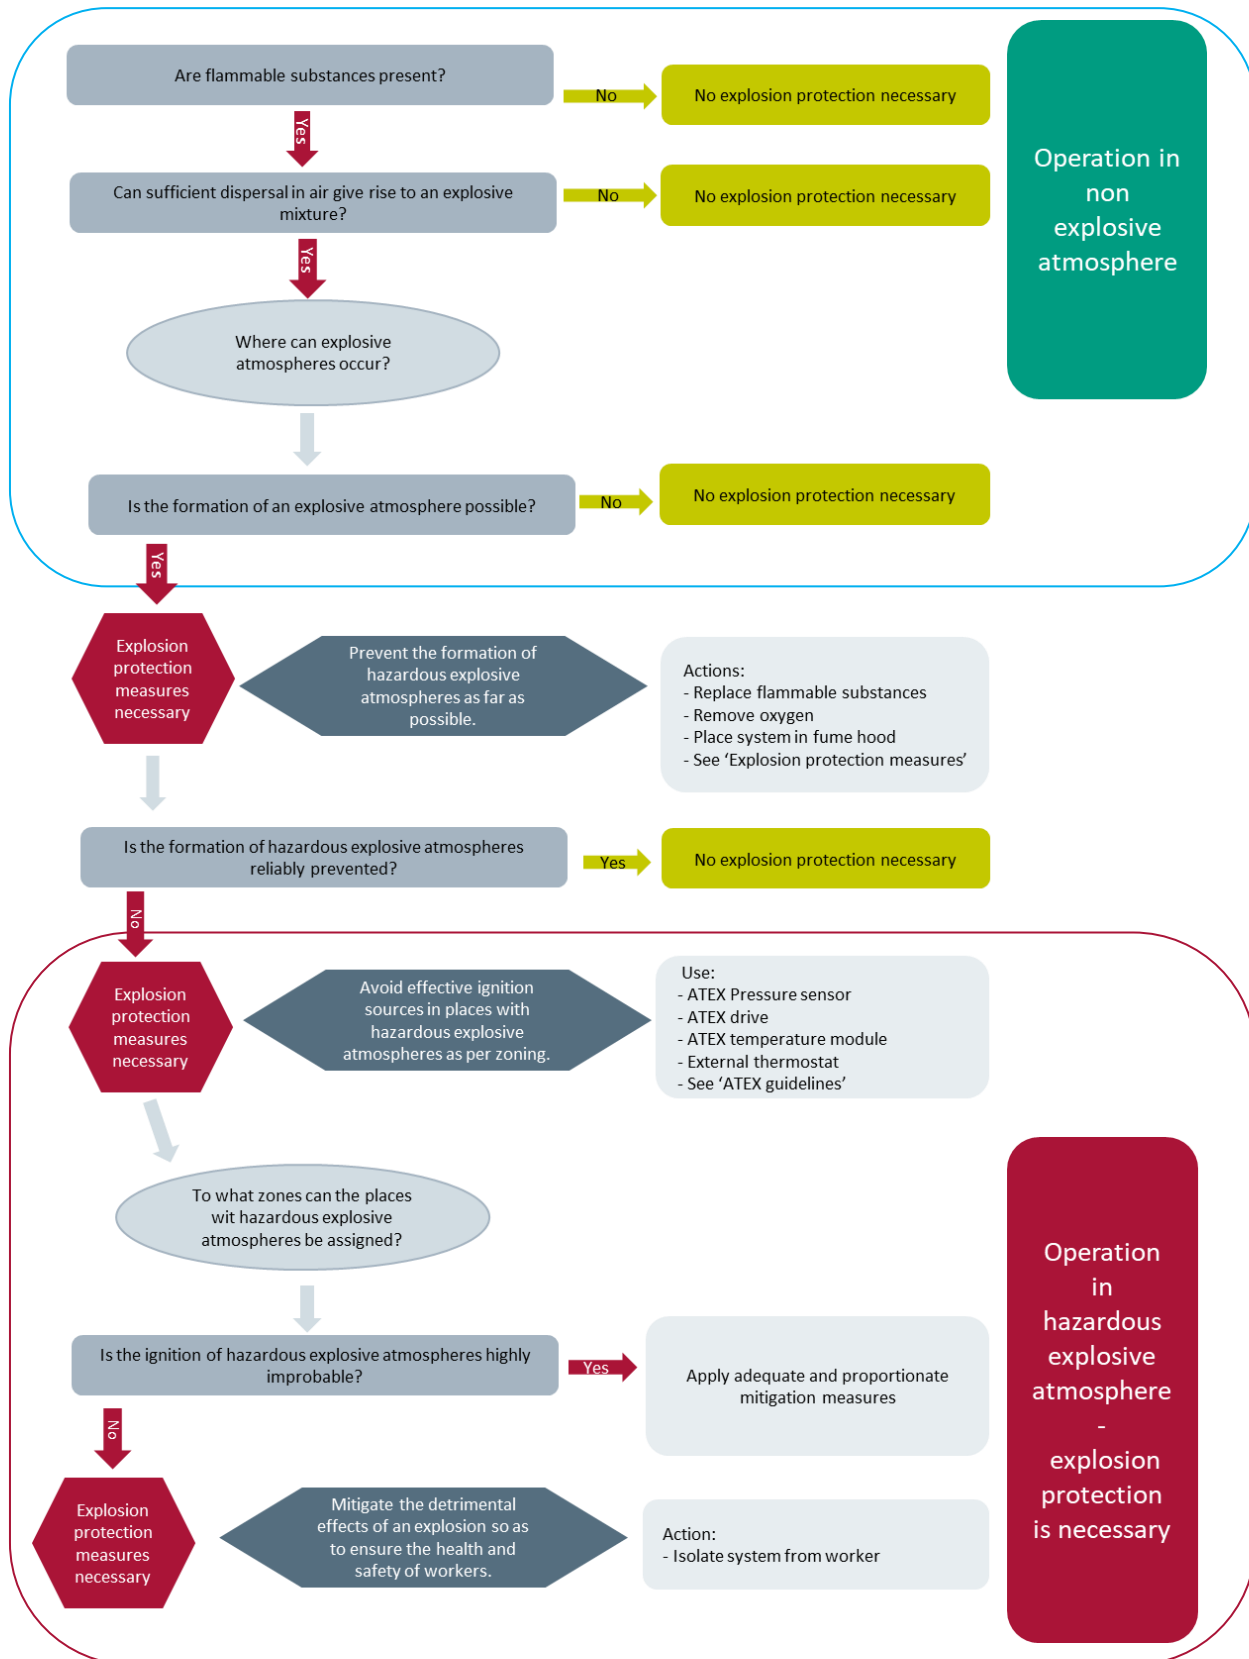 Are flammable substances present?
No
No explosion protection necessary
Yes
Can sufficient dispersal in air give rise to an explosive
mixture?
No
No explosion protection necessary
Operation in
non
explosive
atmosphere
Yes
Where can explosive
atmospheres occur?
Is the formation of an explosive atmosphere possible?
No
No explosion protection necessary
Yes
Explosion
protection
measures
necessary
Prevent the formation of
hazardous explosive
atmospheres as far as
possible.
Actions:
- Replace flammable substances
- Remove oxygen
- Place system in fume hood
- See ‘Explosion protection measures’
Is the formation of hazardous explosive atmospheres
reliably prevented?
Yes
No explosion protection necessary
No
Explosion
protection
measures
necessary
Avoid effective ignition
sources in places with
hazardous explosive
atmospheres as per zoning.
Use:
- ATEX Pressure sensor
- ATEX drive
- ATEX temperature module
- External thermostat
- See ‘ATEX guidelines’
To what zones can the places
wit hazardous explosive
atmospheres be assigned?
Is the ignition of hazardous explosive atmospheres highly
improbable?
Yes
Apply adequate and proportionate
mitigation measures
No
Explosion
protection
measures
necessary
Mitigate the detrimental
effects of an explosion so as
to ensure the health and
safety of workers.
Action:
- Isolate system from worker
Operation
in
hazardous
explosive
atmosphere
-
explosion
protection
is necessary